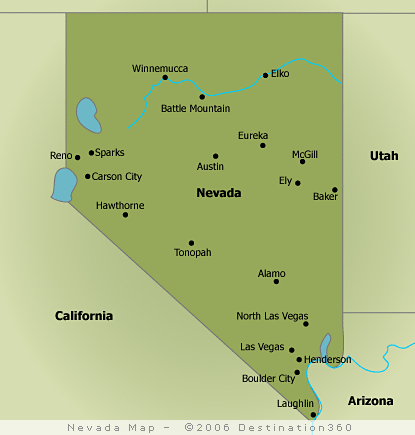 Winnemucca
Elko
Battle Mountain
Eureka
Reno
Sparks
Austin
McGill
Utah
Carson City
Ely
Nevada
Baker
Hawthorne
Tonopah
Alamo
California
North Las Vegas
Las Vegas
Henderson
Boulder City
Laughlin
Arizona
Nevada Map - ©2006 Destination360